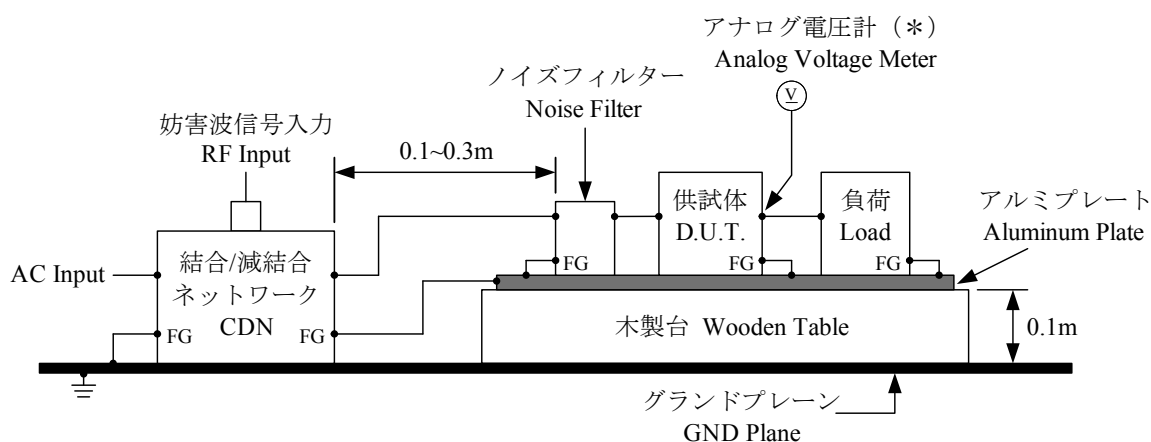 アナログ電圧計(＊)
Analog Voltage Meter
V
ノイズフィルター
Noise Filter
妨害波信号入力
RF Input
0.1~0.3m
供試体
D.U.T.
負荷
Load
アルミプレート
Aluminum Plate
AC Input
結合/減結合
ネットワーク
CDN
FG
FG
FG
FG
FG
木製台 Wooden Table
0.1m
グランドプレーン
GND Plane